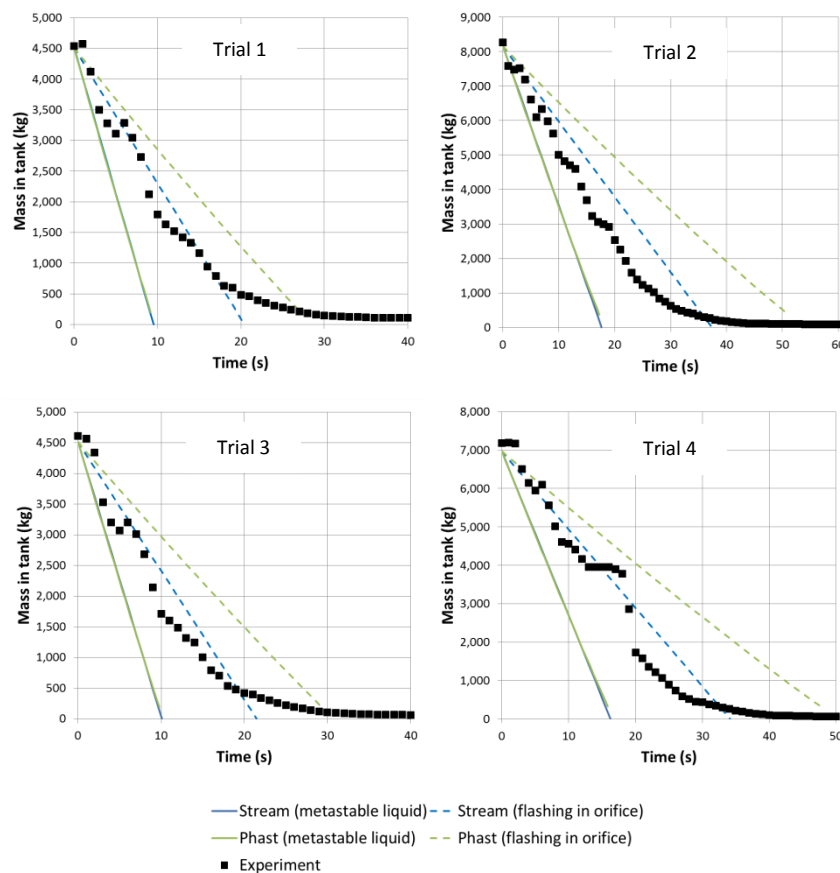 Trial 1
5,000
4,500
4,000
3,500
3,000
2,500
2,000
1,500
1,000
500
0
Mass in tank (kg)
0 10 20 30 40
Time (s)
Trial 2
9,000
8,000
7,000
6,000
5,000
4,000
3,000
2,000
1,000
0
Mass in tank (kg)
0 10 20 30 40 50 60
Time (s)
Trial 3
5,000
4,500
4,000
3,500
3,000
2,500
2,000
1,500
1,000
500
0
Mass in tank (kg)
0 10 20 30 40
Time (s)
Trial 4
8,000
7,000
6,000
5,000
4,000
3,000
2,000
1,000
0
Mass in tank (kg)
0 10 20 30 40 50
Time (s)
Stream (metastable liquid) Stream (flashing in orifice)
Phast (metastable liquid) Phast (flashing in orifice)
Experiment